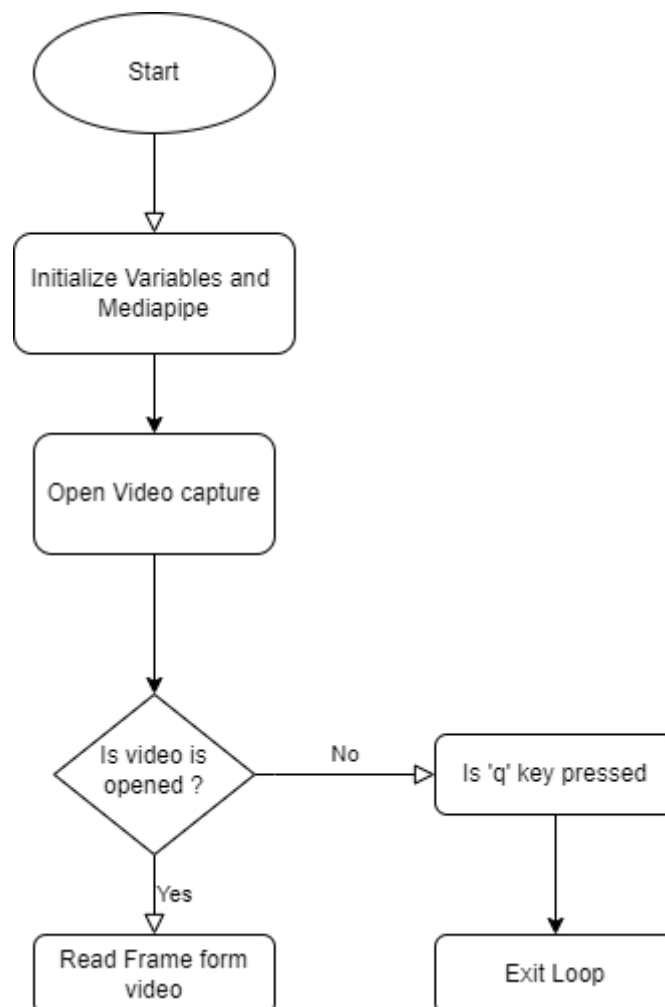 Start
Initialize Variables and
Mediapipe
Open Video capture
Is video is
opened ?
No
Is 'q' key pressed
Yes
Read Frame form
video
Exit Loop